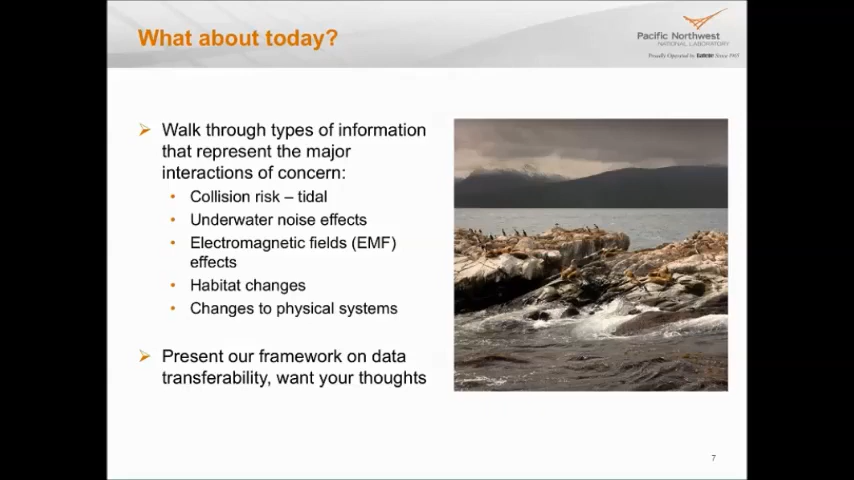 What about today?
Pacific Northwest
NATIONAL LABORATORY
Proudly Operated by Battelle Since 1965
➢ Walk through types of information
that represent the major
interactions of concern:
• Collision risk – tidal
• Underwater noise effects
• Electromagnetic fields (EMF)
effects
• Habitat changes
• Changes to physical systems
➢ Present our framework on data
transferability, want your thoughts
7